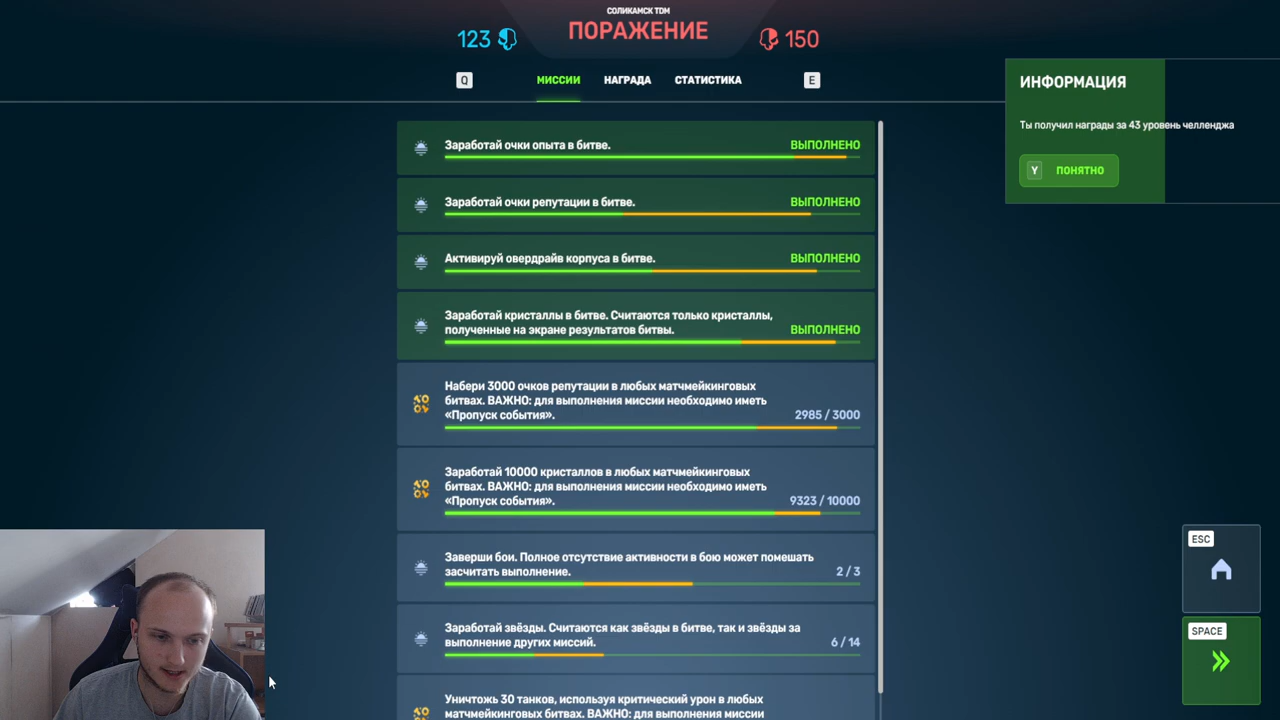 СОЛИКАМСК TDM
123
ПОРАЖЕНИЕ
150
Q
МИССИИ
НАГРАДА
СТАТИСТИКА
E
ИНФОРМАЦИЯ
Ты получил награды за 43 уровень челленджа
Y
ПОНЯТНО
Заработай очки опыта в битве.
ВЫПОЛНЕНО
Заработай очки репутации в битве.
ВЫПОЛНЕНО
Активируй овердрайв корпуса в битве.
ВЫПОЛНЕНО
Заработай кристаллы в битве. Считаются только кристаллы,
полученные на экране результатов битвы.
ВЫПОЛНЕНО
Набери 3000 очков репутации в любых матчмейкинговых
битвах. ВАЖНО: для выполнения миссии необходимо иметь
«Пропуск события».
2985 / 3000
Заработай 10000 кристаллов в любых матчмейкинговых
битвах. ВАЖНО: для выполнения миссии необходимо иметь
«Пропуск события».
9323 / 10000
Заверши бои. Полное отсутствие активности в бою может помешать
засчитать выполнение.
2 / 3
Заработай звёзды. Считаются как звёзды в битве, так и звёзды за
выполнение других миссий.
6 / 14
Уничтожь 30 танков, используя критический урон в любых
матчмейкинговых битвах. ВАЖНО: для выполнения миссии
ESC
SPACE